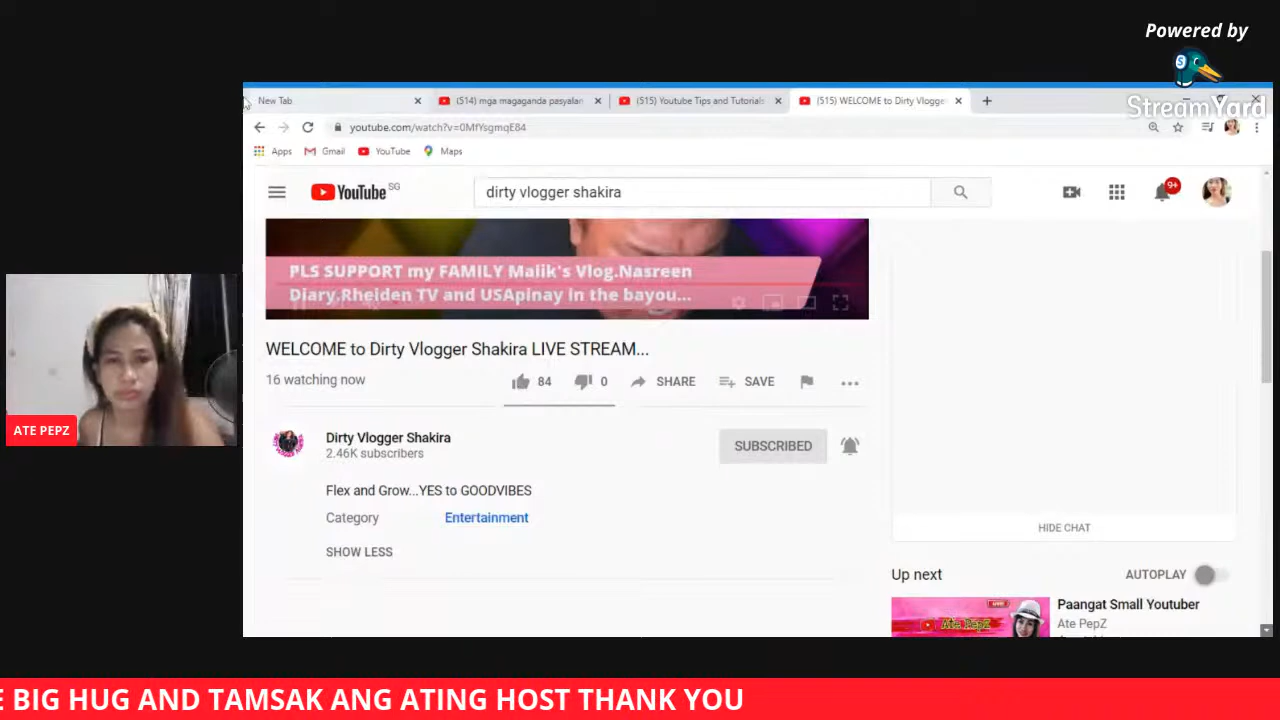 Powered by
StreamYard
New Tab
(514) mga magaganda pasyalan
(515) Youtube Tips and Tutorials
(515) WELCOME to Dirty Vlogger
youtube.com/watch?v=0MfYsgmqE84
Apps
Gmail
YouTube
Maps
YouTube SG
dirty vlogger shakira
9+
PLS SUPPORT my FAMILY Malik's Vlog.Nasreen
Diary.Rheiden TV and USApinay in the bayou...
WELCOME to Dirty Vlogger Shakira LIVE STREAM...
16 watching now
84
0
SHARE
SAVE
Dirty Vlogger Shakira
2.46K subscribers
SUBSCRIBED
Flex and Grow...YES to GOODVIBES
Category
Entertainment
SHOW LESS
HIDE CHAT
Up next
AUTOPLAY
LIVE
Ate PepZ
Paangat Small Youtuber
Ate PepZ
ATE PEPZ
BIG HUG AND TAMSAK ANG ATING HOST THANK YOU